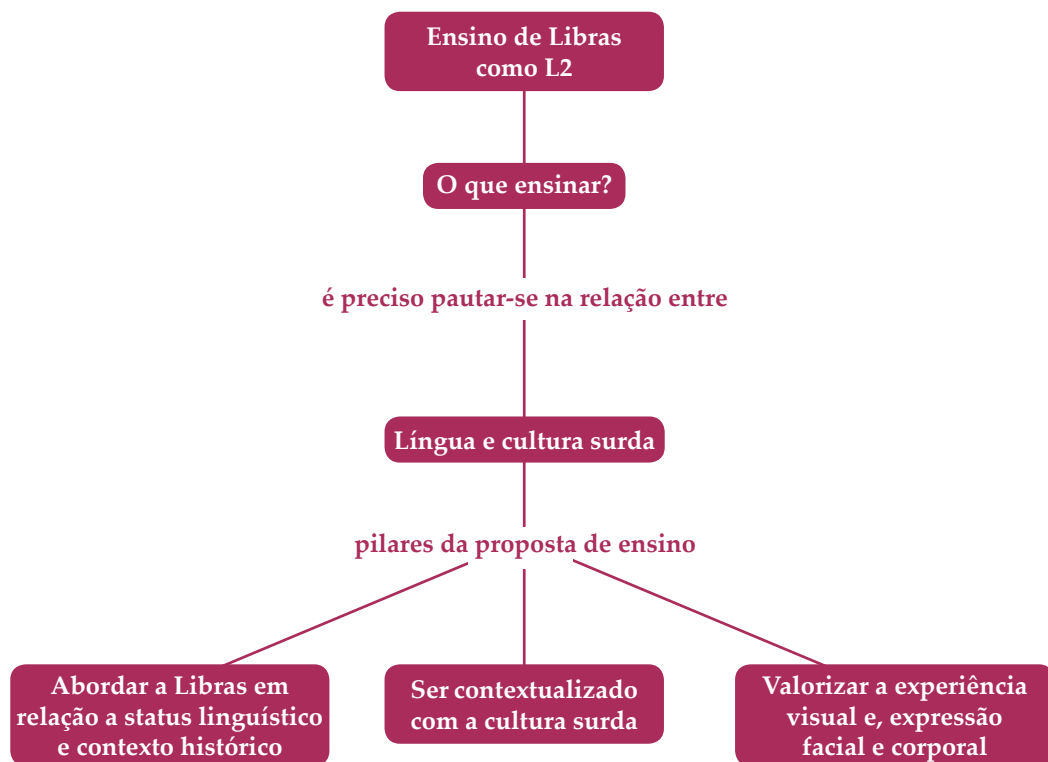 Ensino de Libras
como L2
O que ensinar?
é preciso pautar-se na relação entre
Língua e cultura surda
pilares da proposta de ensino
Abordar a Libras em
relação a status linguístico
e contexto histórico
Ser contextualizado
com a cultura surda
Valorizar a experiência
visual e, expressão
facial e corporal